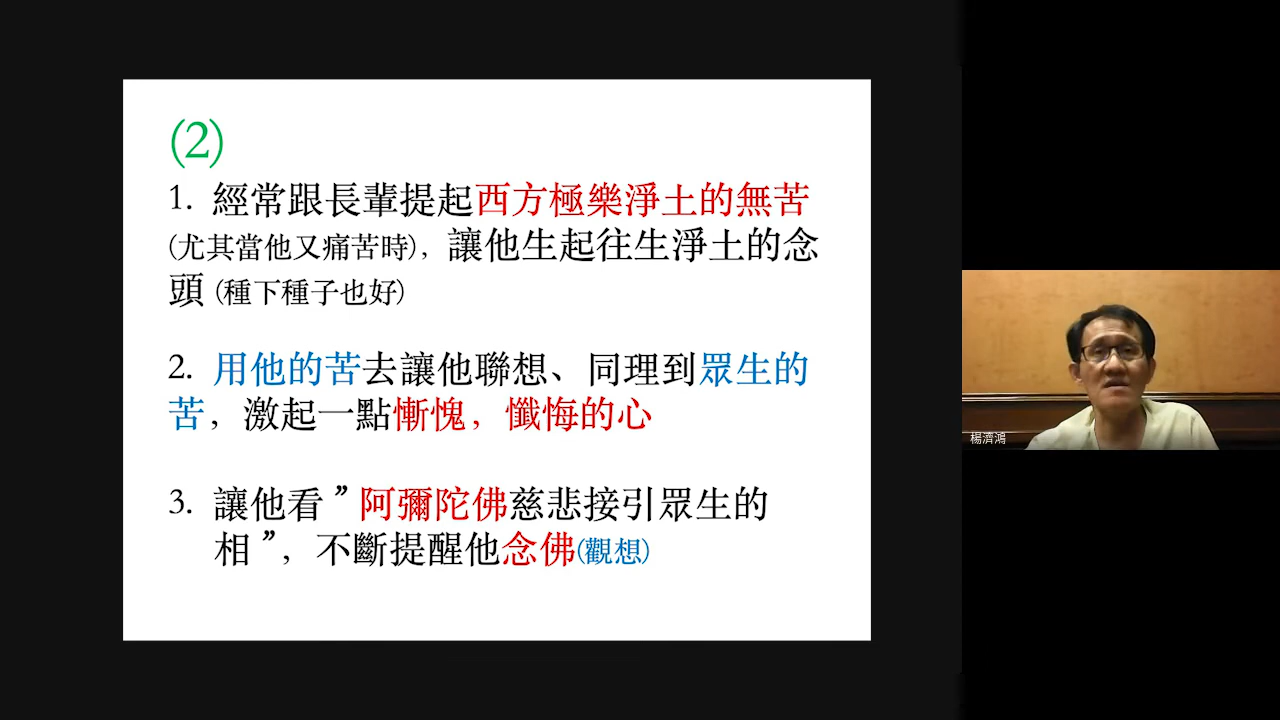 (2)
1. 經常跟長輩提起西方極樂淨土的無苦
(尤其當他又痛苦時)，讓他生起往生淨土的念
頭 (種下種子也好)
2. 用他的苦去讓他聯想、同理到眾生的
苦，激起一點慚愧，懺悔的心
3. 讓他看”阿彌陀佛慈悲接引眾生的
相”，不斷提醒他念佛(觀想)
楊濟鴻